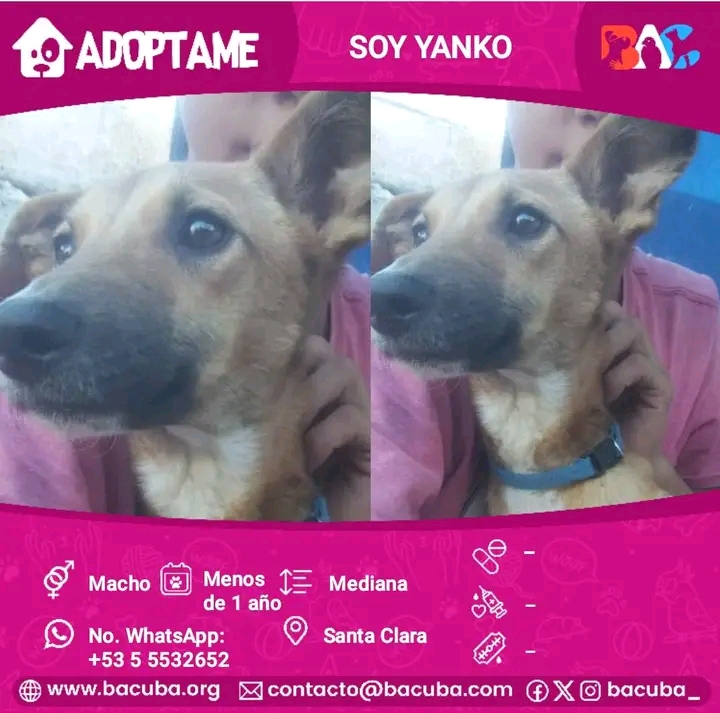 ADOPTAME
SOY YANKO
BAC
Macho
Menos
de 1 año
Mediana
–
–
No. WhatsApp:
+53 5 5532652
Santa Clara
–
www.bacuba.org
contacto@bacuba.com
bacuba_